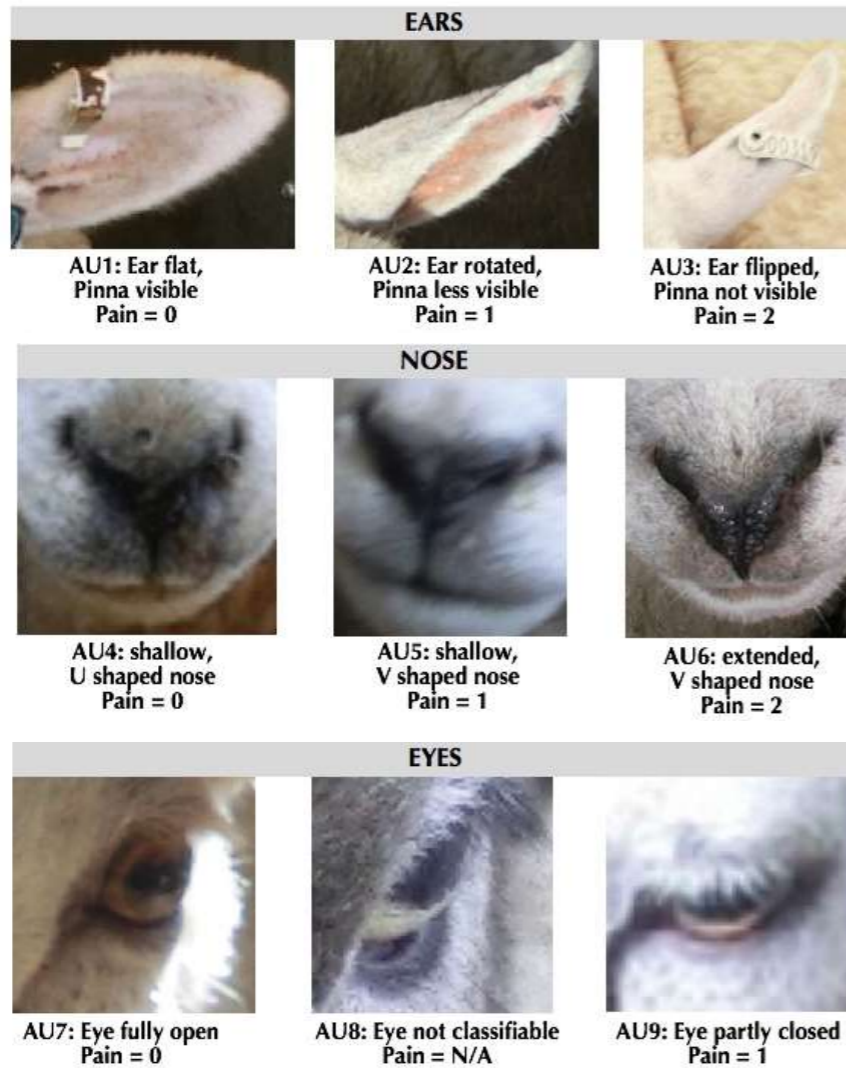 EARS
AU1: Ear flat,
Pinna visible
Pain = 0
AU2: Ear rotated,
Pinna less visible
Pain = 1
AU3: Ear flipped,
Pinna not visible
Pain = 2
NOSE
AU4: shallow,
U shaped nose
Pain = 0
AU5: shallow,
V shaped nose
Pain = 1
AU6: extended,
V shaped nose
Pain = 2
EYES
AU7: Eye fully open
Pain = 0
AU8: Eye not classifiable
Pain = N/A
AU9: Eye partly closed
Pain = 1